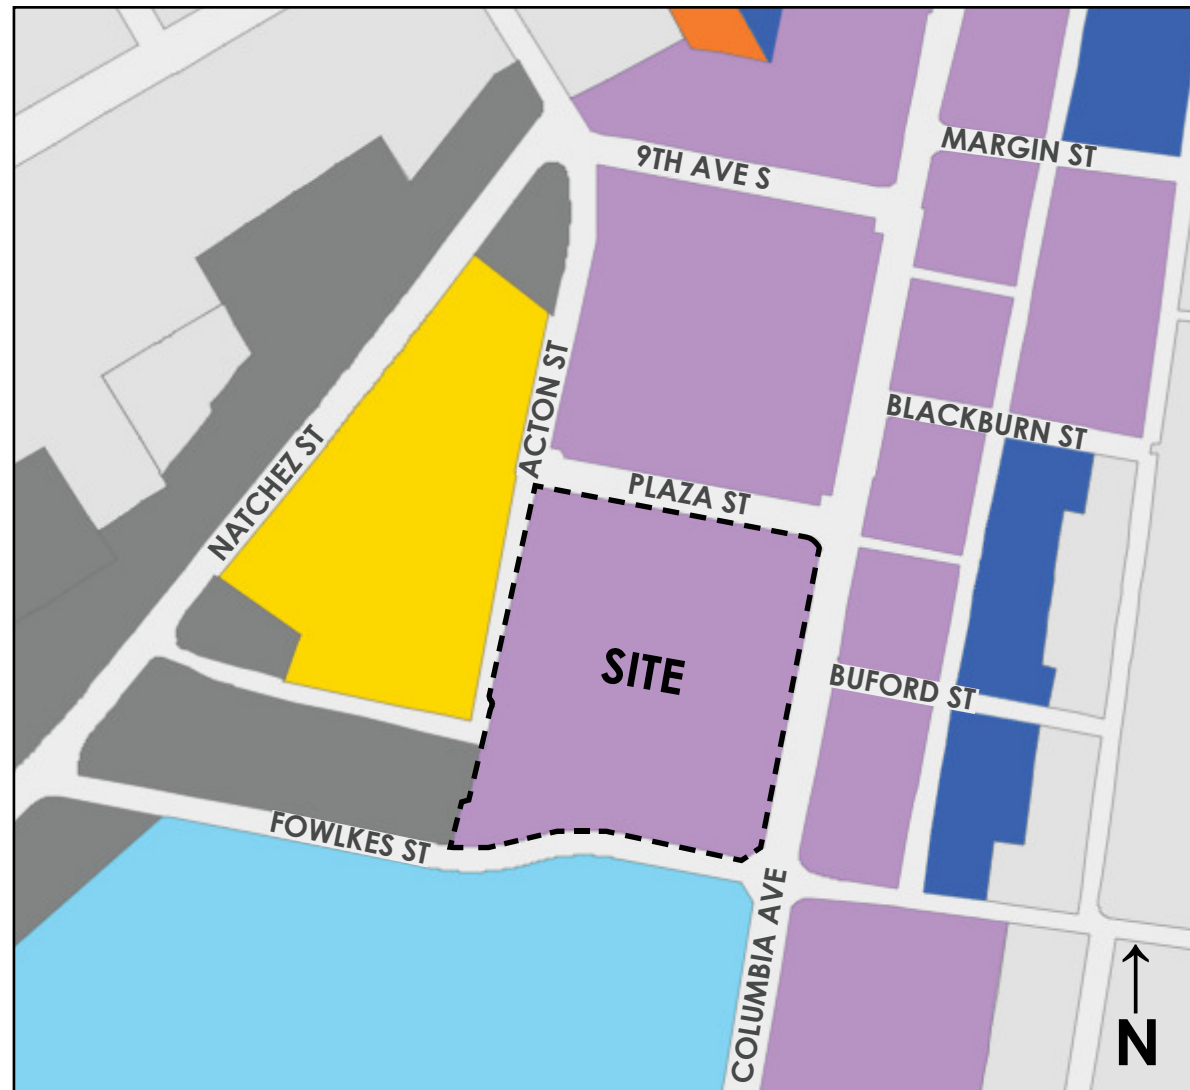 MARGIN ST
9TH AVE S
ACTON ST
BLACKBURN ST
NATCHEZ ST
PLAZA ST
SITE
BUFORD ST
FOWLKES ST
COLUMBIA AVE
N